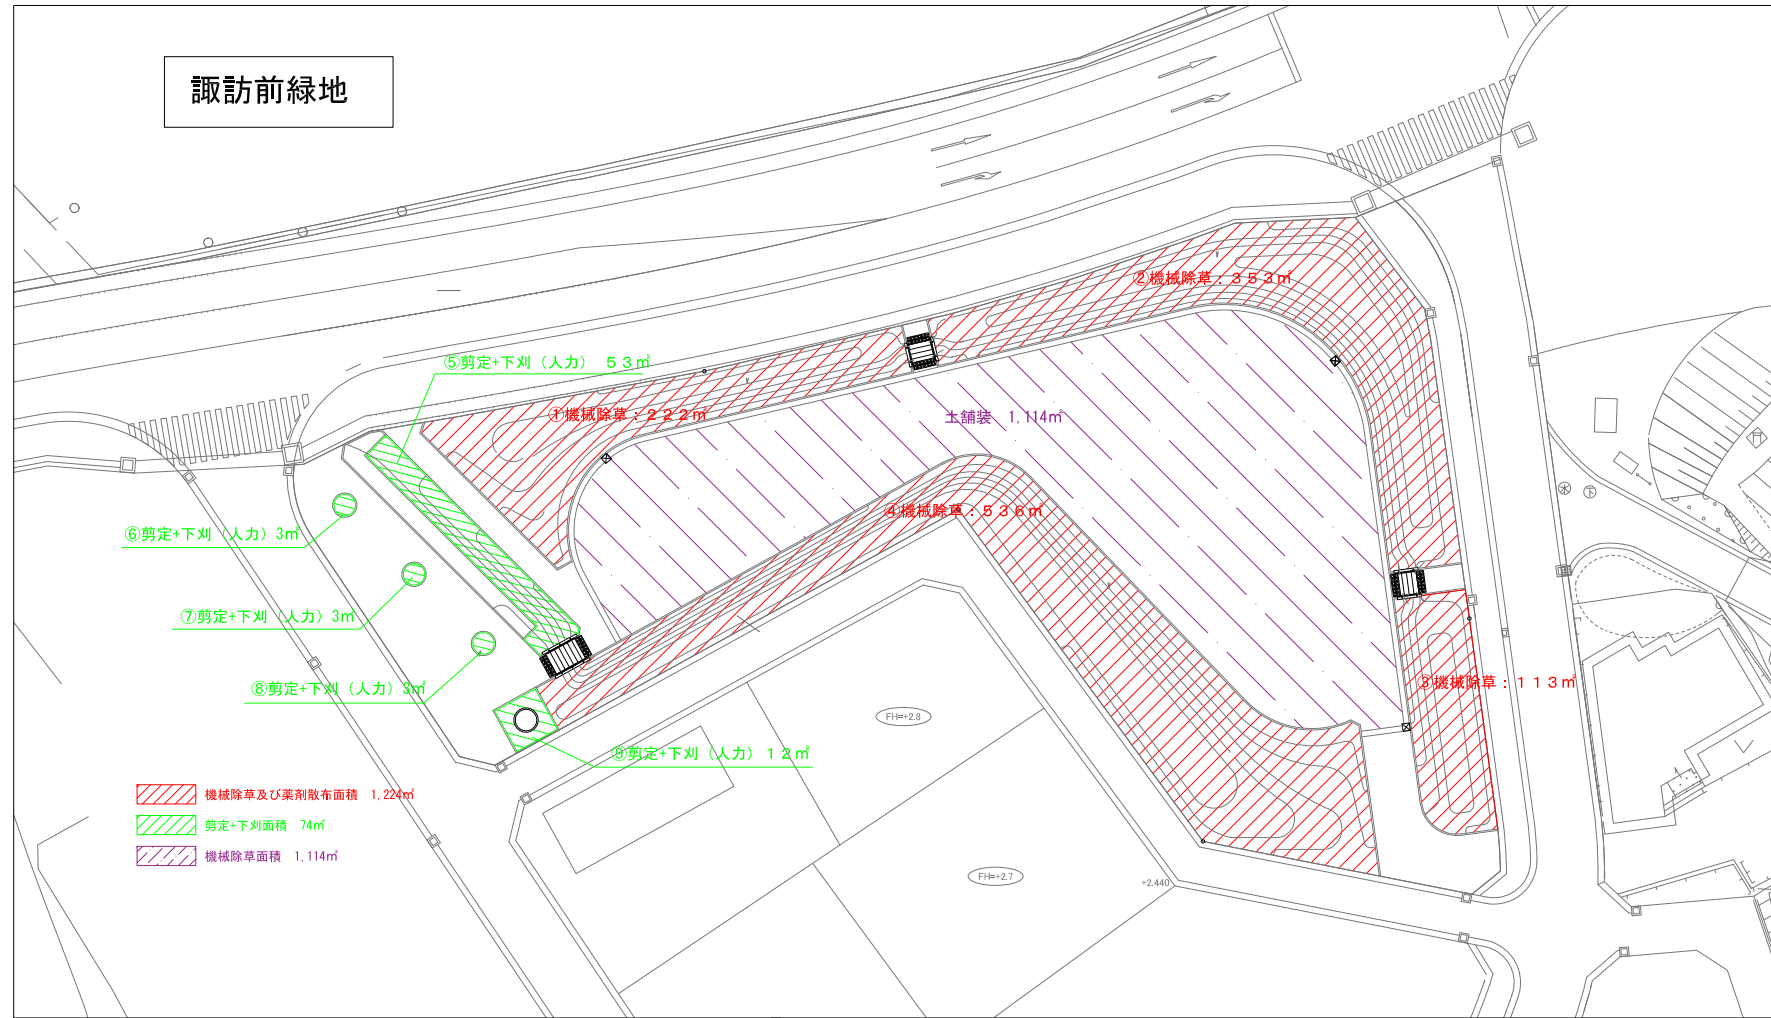 諏訪前緑地
②機械除草：３５３㎡
⑤剪定+下刈（人力）　５３㎡
①機械除草：２２２㎡
土舗装　1,114㎡
④機械除草：５３６㎡
⑥剪定+下刈（人力）3㎡
⑦剪定+下刈（人力）3㎡
⑧剪定+下刈（人力）3㎡
③機械除草：１１３㎡
FH=+2.8
⑨剪定+下刈（人力）１２㎡
機械除草及び薬剤散布面積　1,224㎡
剪定+下刈面積　74㎡
機械除草面積　1,114㎡
FH=+2.7
+2.440